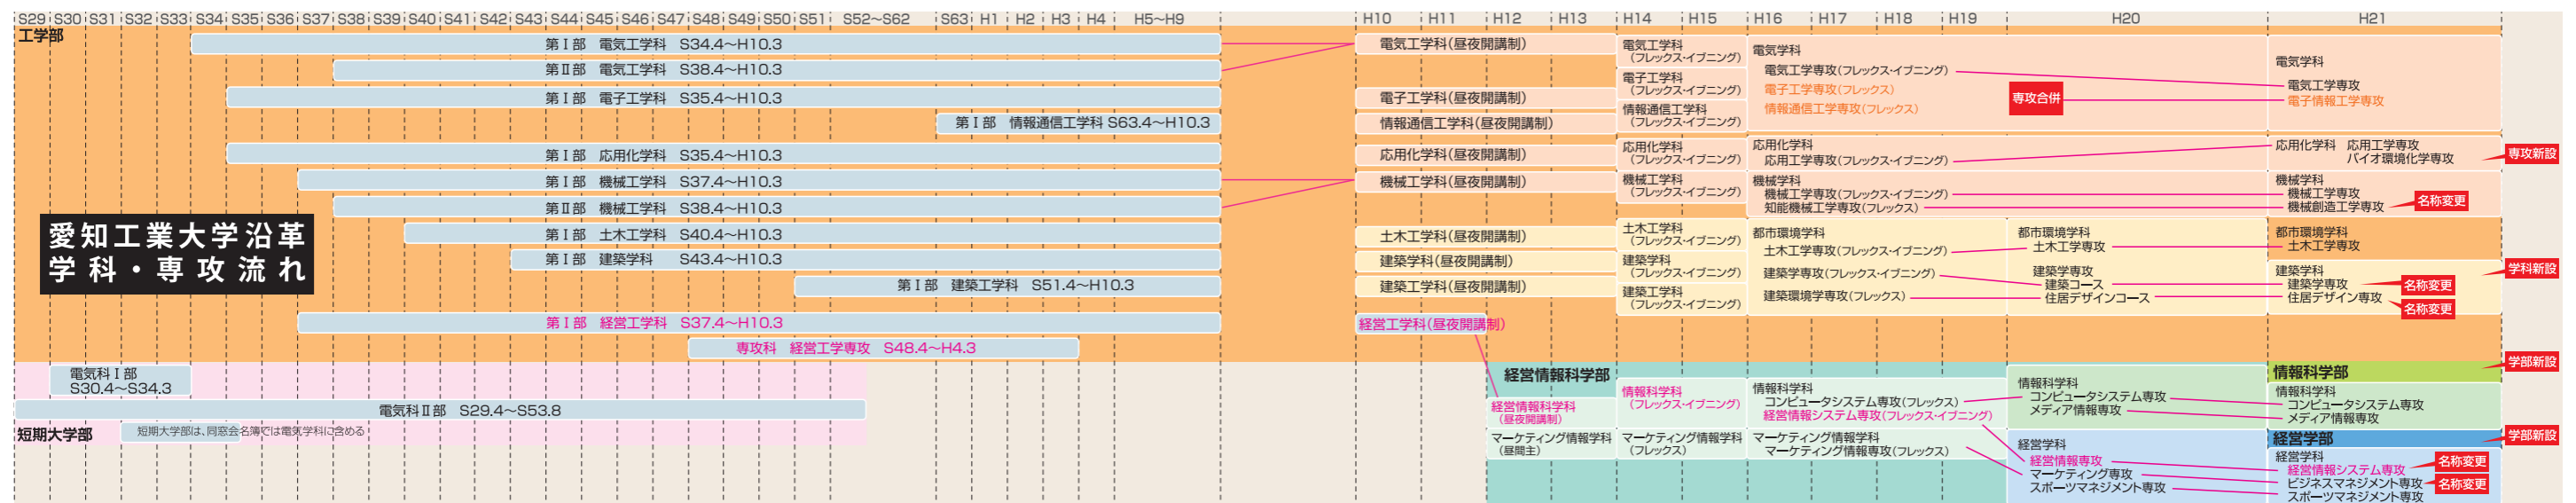 S29 S30 S31 S32 S33 S34 S35 S36 S37 S38 S39 S40 S41 S42 S43 S44 S45 S46 S47 S48 S49 S50 S51 S52～S62 S63 H1 H2 H3 H4 H5～H9 H10 H11 H12 H13 H14 H15 H16 H17 H18 H19 H20 H21
工学部
愛知工業大学沿革
学科・専攻流れ
第Ⅰ部 電気工学科 S34.4～H10.3
第Ⅱ部 電気工学科 S38.4～H10.3
第Ⅰ部 電子工学科 S35.4～H10.3
第Ⅰ部 情報通信工学科 S63.4～H10.3
第Ⅰ部 応用化学科 S35.4～H10.3
第Ⅰ部 機械工学科 S37.4～H10.3
第Ⅱ部 機械工学科 S38.4～H10.3
第Ⅰ部 土木工学科 S40.4～H10.3
第Ⅰ部 建築学科 S43.4～H10.3
第Ⅰ部 建築工学科 S51.4～H10.3
第Ⅰ部 経営工学科 S37.4～H10.3
専攻科 経営工学専攻 S48.4～H4.3
電気科Ⅰ部
S30.4～S34.3
電気科Ⅱ部 S29.4～S53.8
短期大学部
短期大学部は、同窓会名簿では電気学科に含める
電気工学科(昼夜開講制)
電子工学科(昼夜開講制)
情報通信工学科(昼夜開講制)
応用化学科(昼夜開講制)
機械工学科(昼夜開講制)
土木工学科(昼夜開講制)
建築学科(昼夜開講制)
建築工学科(昼夜開講制)
経営工学科(昼夜開講制)
経営情報科学部
経営情報科学科
(昼夜開講制)
マーケティング情報学科
(昼間主)
電気工学科
(フレックス・イブニング)
電子工学科
(フレックス・イブニング)
情報通信工学科
(フレックス・イブニング)
応用化学科
(フレックス・イブニング)
機械工学科
(フレックス・イブニング)
土木工学科
(フレックス・イブニング)
建築学科
(フレックス・イブニング)
建築工学科
(フレックス・イブニング)
情報科学科
(フレックス・イブニング)
マーケティング情報学科
(フレックス)
電気学科
電気工学専攻(フレックス・イブニング)
電子工学専攻(フレックス)
情報通信工学専攻(フレックス)
応用化学科
応用工学専攻(フレックス・イブニング)
機械学科
機械工学専攻(フレックス・イブニング)
知能機械工学専攻(フレックス)
都市環境学科
土木工学専攻(フレックス・イブニング)
建築学専攻(フレックス・イブニング)
建築環境学専攻(フレックス)
情報科学科
コンピュータシステム専攻(フレックス)
経営情報システム専攻(フレックス・イブニング)
マーケティング情報学科
マーケティング情報専攻(フレックス)
専攻合併
都市環境学科
土木工学専攻
建築学専攻
建築コース
住居デザインコース
情報科学科
コンピュータシステム専攻
メディア情報専攻
経営学科
経営情報専攻
マーケティング専攻
スポーツマネジメント専攻
電気学科
電気工学専攻
電子情報工学専攻
応用化学科 応用工学専攻
バイオ環境化学専攻
専攻新設
機械学科
機械工学専攻
機械創造工学専攻
名称変更
都市環境学科
土木工学専攻
建築学科
建築学専攻
住居デザイン専攻
学科新設
名称変更
名称変更
情報科学部
学部新設
情報科学科
コンピュータシステム専攻
メディア情報専攻
経営学部
学部新設
経営学科
経営情報システム専攻
ビジネスマネジメント専攻
スポーツマネジメント専攻
名称変更
名称変更